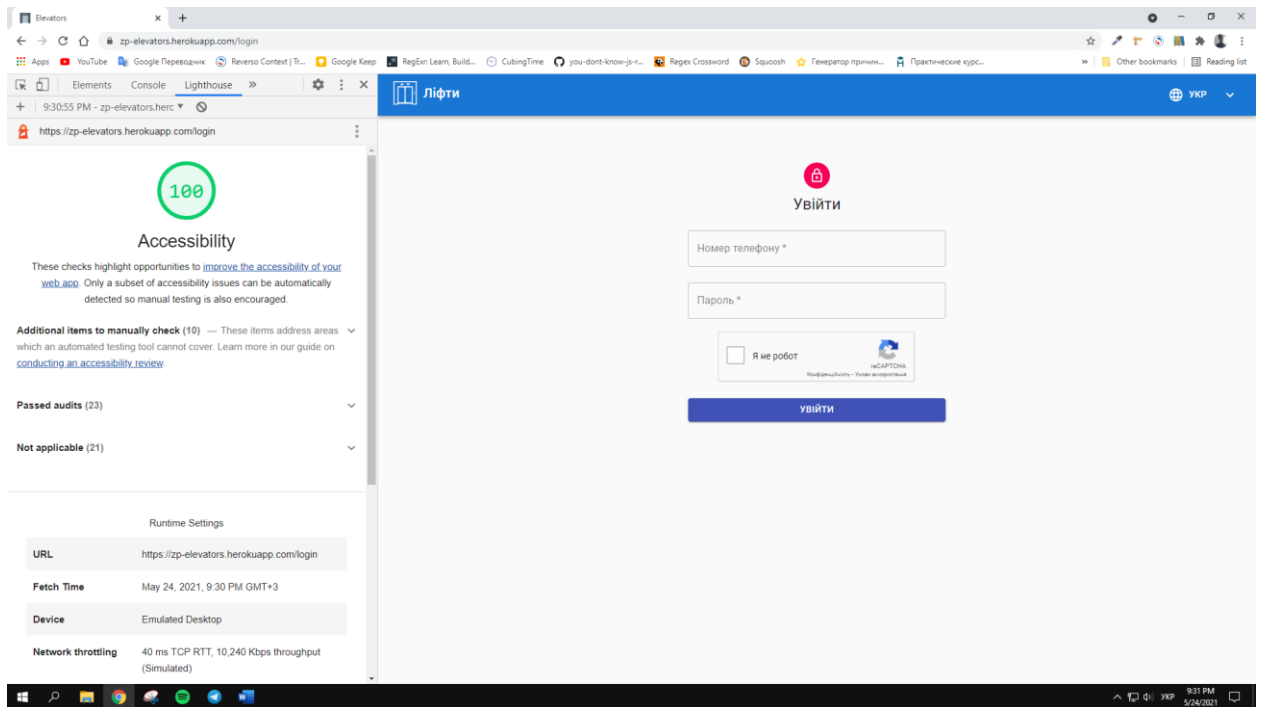 Elevators
zp-elevators.herokuapp.com/login
Apps YouTube Google Переводчик Reverso Context | Tr... Google Keep RegExr: Learn, Build... CubingTime you-dont-know-js-r... Regex Crossword Squoosh Генератор причин... Практические курс... » Other bookmarks Reading list
Elements Console Lighthouse »
9:30:55 PM - zp-elevators.herc
https://zp-elevators.herokuapp.com/login
100
Accessibility
These checks highlight opportunities to improve the accessibility of your
web app. Only a subset of accessibility issues can be automatically
detected so manual testing is also encouraged.
Additional items to manually check (10) — These items address areas
which an automated testing tool cannot cover. Learn more in our guide on
conducting an accessibility review.
Passed audits (23)
Not applicable (21)
Runtime Settings
URL https://zp-elevators.herokuapp.com/login
Fetch Time May 24, 2021, 9:30 PM GMT+3
Device Emulated Desktop
Network throttling 40 ms TCP RTT, 10,240 Kbps throughput
(Simulated)
Ліфти
УКР
Увійти
Номер телефону *
Пароль *
Я не робот
reCAPTCHA
Конфіденційність - Умови використання
УВІЙТИ
УКР
9:31 PM
5/24/2021